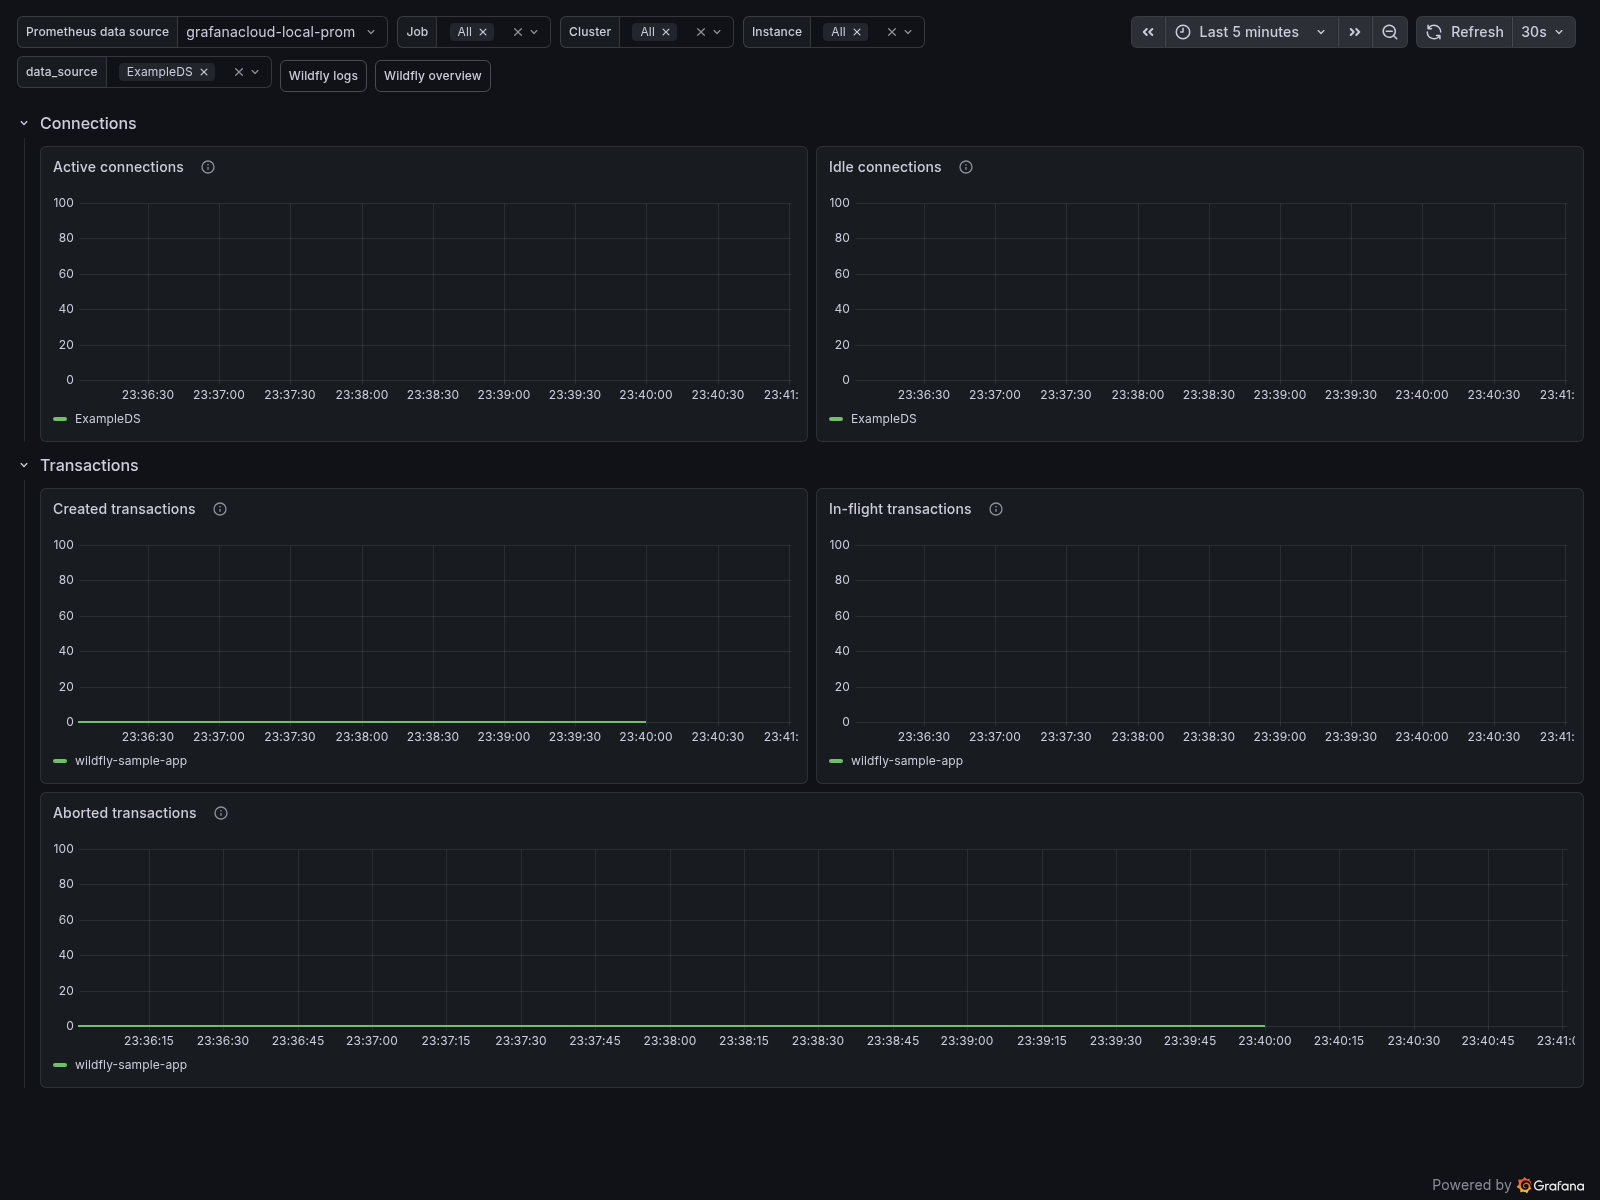 Prometheus data source grafanacloud-local-prom Job All Cluster All Instance All Last 5 minutes Refresh 30s
data_source ExampleDS Wildfly logs Wildfly overview
Connections
Active connections
100
80
60
40
20
0
23:36:30 23:37:00 23:37:30 23:38:00 23:38:30 23:39:00 23:39:30 23:40:00 23:40:30 23:41:
ExampleDS
Idle connections
100
80
60
40
20
0
23:36:30 23:37:00 23:37:30 23:38:00 23:38:30 23:39:00 23:39:30 23:40:00 23:40:30 23:41:
ExampleDS
Transactions
Created transactions
100
80
60
40
20
0
23:36:30 23:37:00 23:37:30 23:38:00 23:38:30 23:39:00 23:39:30 23:40:00 23:40:30 23:41:
wildfly-sample-app
In-flight transactions
100
80
60
40
20
0
23:36:30 23:37:00 23:37:30 23:38:00 23:38:30 23:39:00 23:39:30 23:40:00 23:40:30 23:41:
wildfly-sample-app
Aborted transactions
100
80
60
40
20
0
23:36:15 23:36:30 23:36:45 23:37:00 23:37:15 23:37:30 23:37:45 23:38:00 23:38:15 23:38:30 23:38:45 23:39:00 23:39:15 23:39:30 23:39:45 23:40:00 23:40:15 23:40:30 23:40:45 23:41:0
wildfly-sample-app
Powered by Grafana